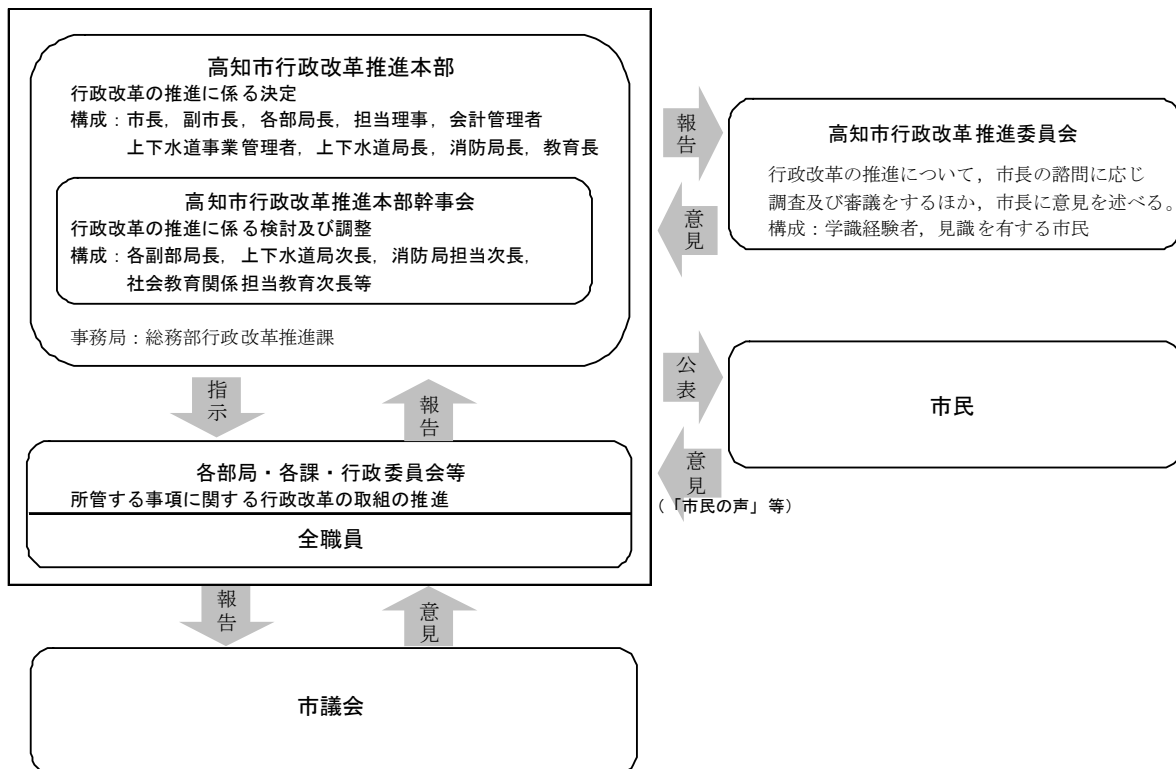 高知市行政改革推進本部
行政改革の推進に係る決定
構成：市長，副市長，各部局長，担当理事，会計管理者
上下水道事業管理者，上下水道局長，消防局長，教育長
高知市行政改革推進本部幹事会
行政改革の推進に係る検討及び調整
構成：各副部局長，上下水道局次長，消防局担当次長，
社会教育関係担当教育次長等
事務局：総務部行政改革推進課
指示
報告
各部局・各課・行政委員会等
所管する事項に関する行政改革の取組の推進
全職員
報告
意見
市議会
報告
意見
高知市行政改革推進委員会
行政改革の推進について，市長の諮問に応じ
調査及び審議をするほか，市長に意見を述べる。
構成：学識経験者，見識を有する市民
公表
意見
（「市民の声」等）
市民